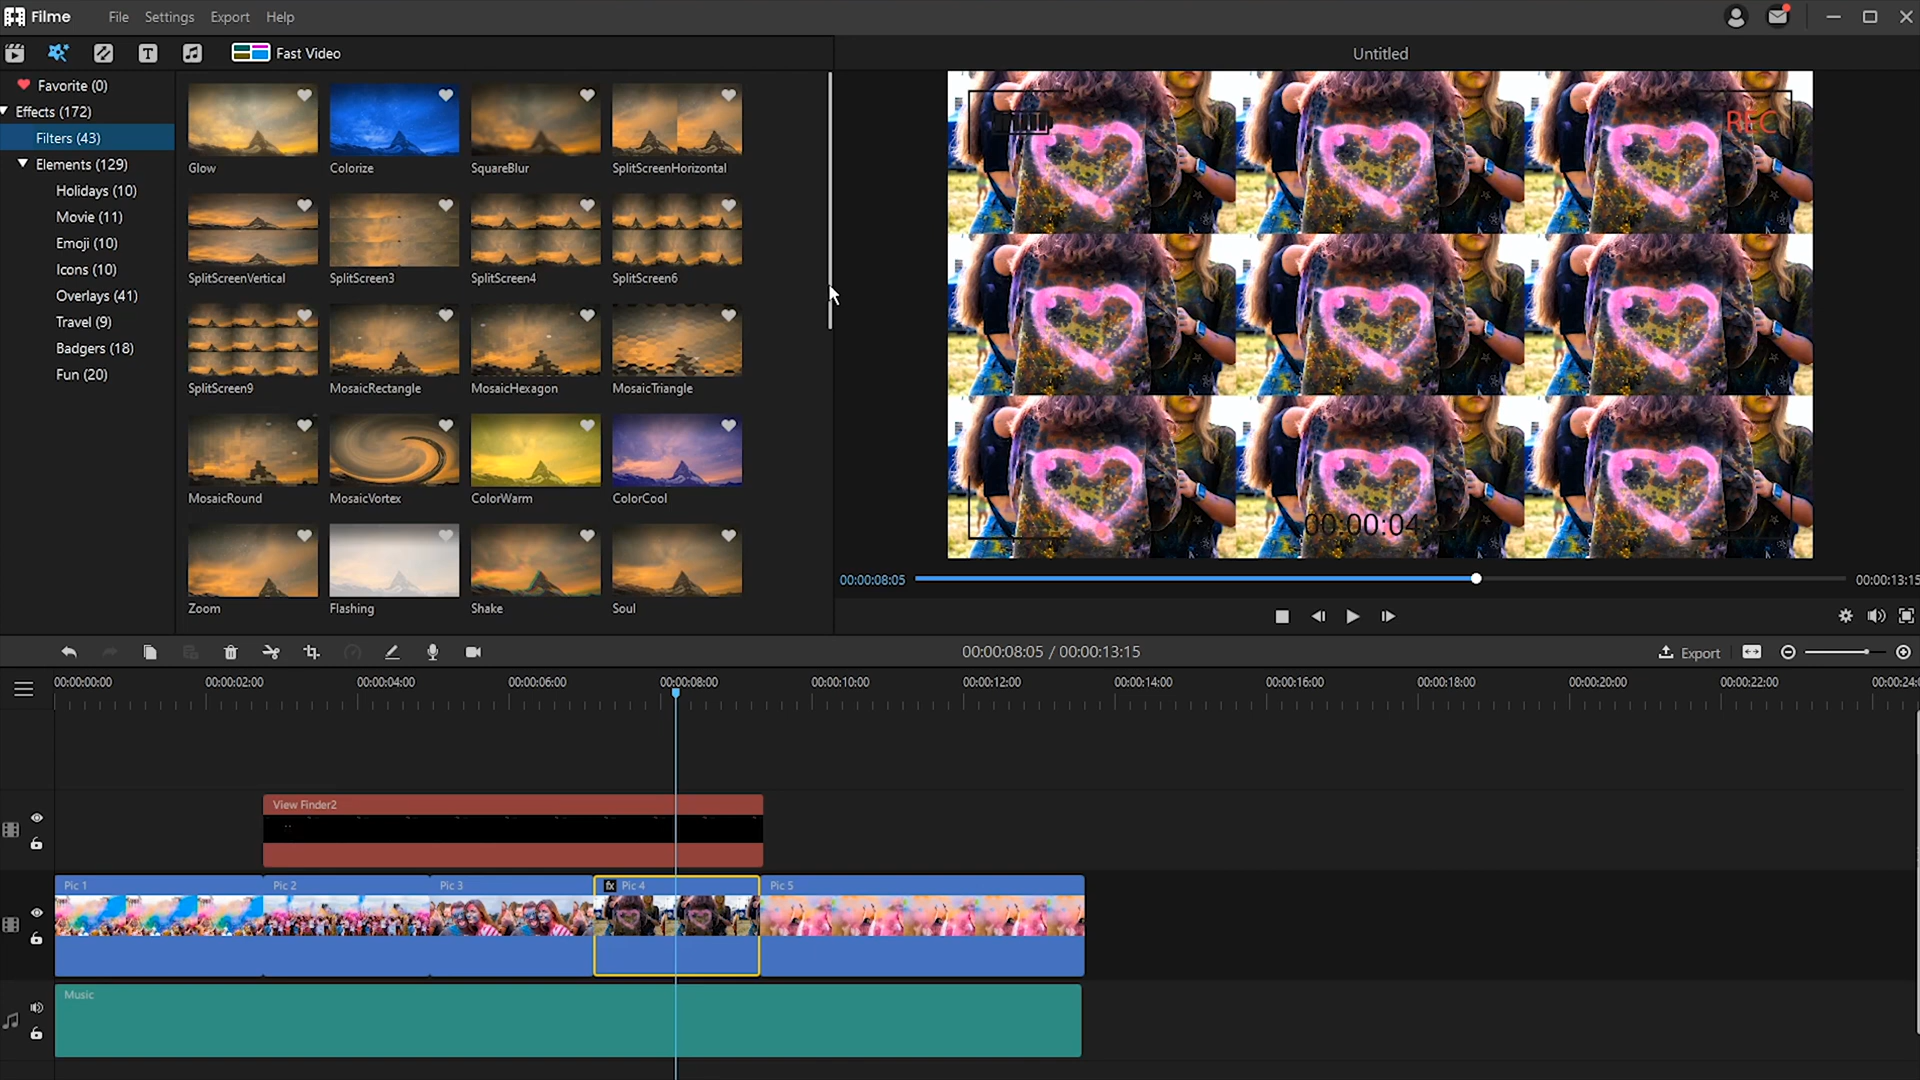 Filme File Settings Export Help
Fast Video
Untitled
Favorite (0)
Effects (172)
Filters (43)
Elements (129)
Holidays (10)
Movie (11)
Emoji (10)
Icons (10)
Overlays (41)
Travel (9)
Badgers (18)
Fun (20)
Glow Colorize SquareBlur SplitScreenHorizontal
SplitScreenVertical SplitScreen3 SplitScreen4 SplitScreen6
SplitScreen9 MosaicRectangle MosaicHexagon MosaicTriangle
MosaicRound MosaicVortex ColorWarm ColorCool
Zoom Flashing Shake Soul
REC
00:00:04
00:00:08:05 00:00:13:15
00:00:08:05 / 00:00:13:15 Export
00:00:00:00 00:00:02:00 00:00:04:00 00:00:06:00 00:00:08:00 00:00:10:00 00:00:12:00 00:00:14:00 00:00:16:00 00:00:18:00 00:00:20:00 00:00:22:00 00:00:24:
View Finder2
Pic 1 Pic 2 Pic 3 fx Pic 4 Pic 5
Music